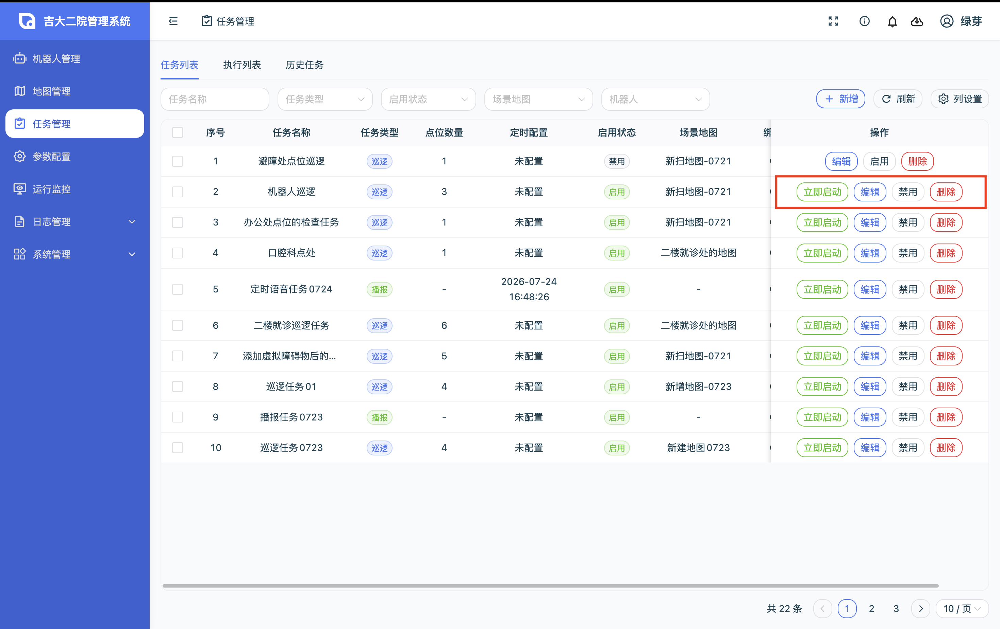 吉大二院管理系统
任务管理
绿芽
机器人管理
地图管理
任务管理
参数配置
运行监控
日志管理
系统管理
任务列表 执行列表 历史任务
任务名称 任务类型 启用状态 场景地图 机器人 新增 刷新 列设置
序号 任务名称 任务类型 点位数量 定时配置 启用状态 场景地图 绑 操作
1 避障处点位巡逻 巡逻 1 未配置 禁用 新扫地图-0721 编辑 启用 删除
2 机器人巡逻 巡逻 3 未配置 启用 新扫地图-0721 立即启动 编辑 禁用 删除
3 办公处点位的检查任务 巡逻 1 未配置 启用 新扫地图-0721 立即启动 编辑 禁用 删除
4 口腔科点处 巡逻 1 未配置 启用 二楼就诊处的地图 立即启动 编辑 禁用 删除
5 定时语音任务0724 播报 - 2026-07-24 16:48:26 启用 - 立即启动 编辑 禁用 删除
6 二楼就诊巡逻任务 巡逻 6 未配置 启用 二楼就诊处的地图 立即启动 编辑 禁用 删除
7 添加虚拟障碍物后的... 巡逻 5 未配置 启用 新扫地图-0721 立即启动 编辑 禁用 删除
8 巡逻任务01 巡逻 4 未配置 启用 新增地图-0723 立即启动 编辑 禁用 删除
9 播报任务0723 播报 - 未配置 启用 - 立即启动 编辑 禁用 删除
10 巡逻任务0723 巡逻 4 未配置 启用 新建地图0723 立即启动 编辑 禁用 删除
共 22 条 1 2 3 10 / 页